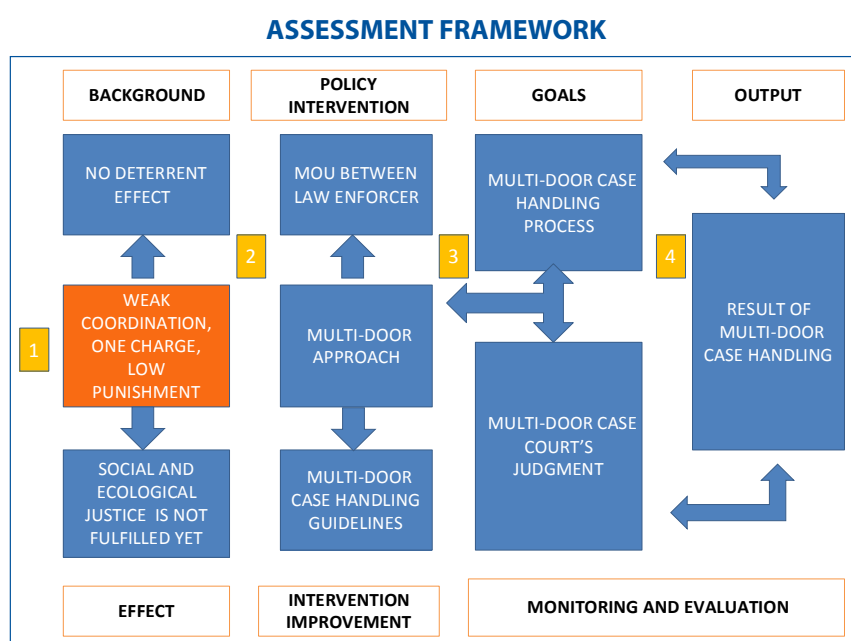 ASSESSMENT FRAMEWORK
BACKGROUND
POLICY
INTERVENTION
GOALS
OUTPUT
NO DETERRENT
EFFECT
MOU BETWEEN
LAW ENFORCER
MULTI-DOOR CASE
HANDLING
PROCESS
2
3
4
1
WEAK
COORDINATION,
ONE CHARGE,
LOW
PUNISHMENT
MULTI-DOOR
APPROACH
RESULT OF
MULTI-DOOR
CASE HANDLING
MULTI-DOOR CASE
COURT’S
JUDGMENT
SOCIAL AND
ECOLOGICAL
JUSTICE IS NOT
FULFILLED YET
MULTI-DOOR
CASE HANDLING
GUIDELINES
EFFECT
INTERVENTION
IMPROVEMENT
MONITORING AND EVALUATION